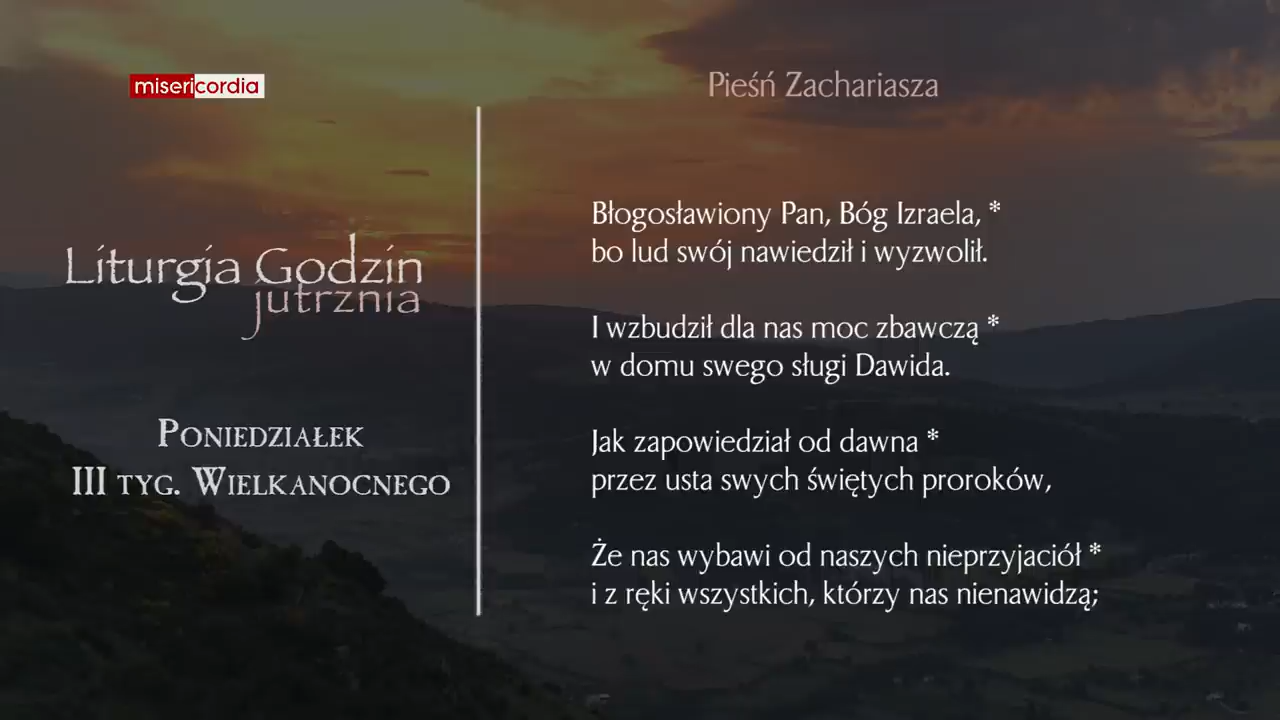 misericordia
Pieśń Zachariasza
Liturgia Godzin
jutrznia
Poniedziałek
III tyg. Wielkanocnego
Błogosławiony Pan, Bóg Izraela, *
bo lud swój nawiedził i wyzwolił.
I wzbudził dla nas moc zbawczą *
w domu swego sługi Dawida.
Jak zapowiedział od dawna *
przez usta swych świętych proroków,
Że nas wybawi od naszych nieprzyjaciół *
i z ręki wszystkich, którzy nas nienawidzą;